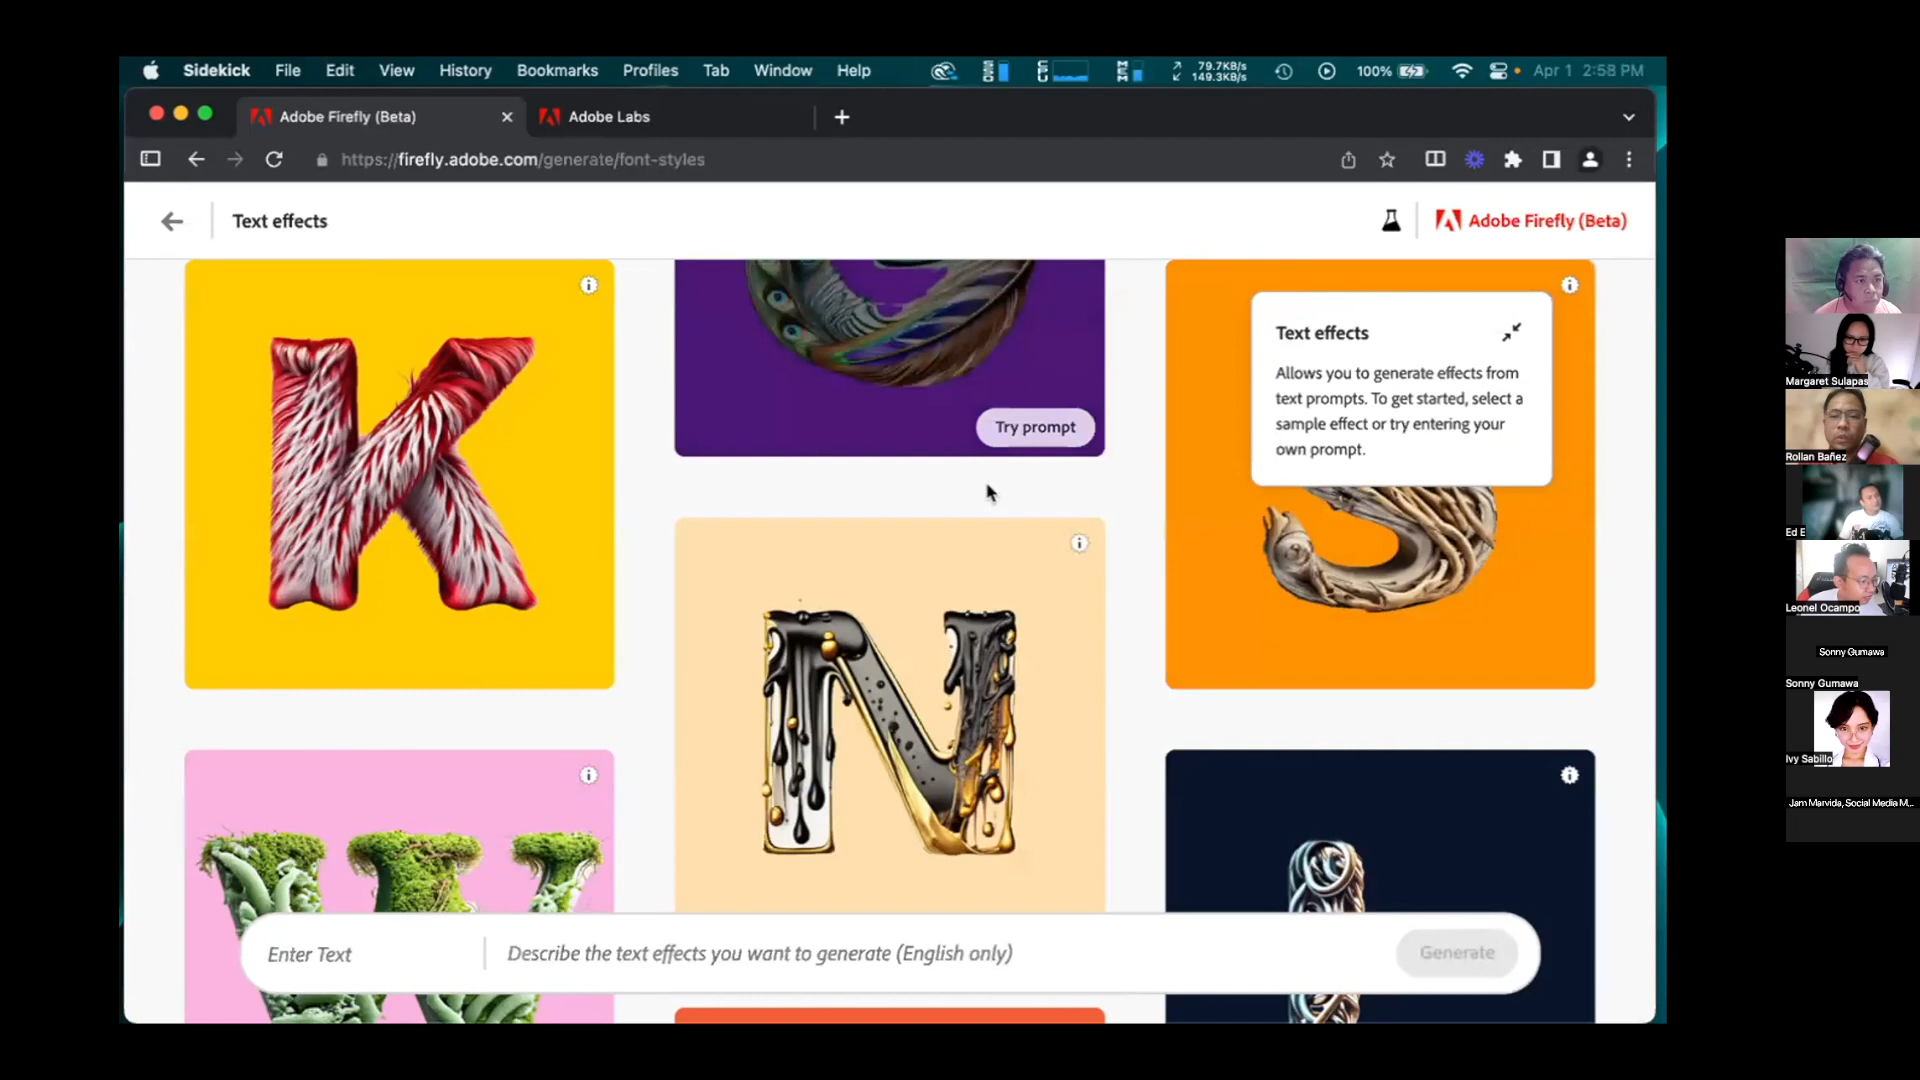 Sidekick File Edit View History Bookmarks Profiles Tab Window Help 79.7KB/s 149.3KB/s 100% Apr 1 2:58 PM
Adobe Firefly (Beta) Adobe Labs
https://firefly.adobe.com/generate/font-styles
Text effects
Adobe Firefly (Beta)
K
Try prompt
Text effects
Allows you to generate effects from
text prompts. To get started, select a
sample effect or try entering your
own prompt.
S
N
W
Enter Text
Describe the text effects you want to generate (English only)
Generate
Margaret Sulapas
Rollan Bañez
Ed E
Leonel Ocampo
Sonny Gumawa
Sonny Gumawa
Ivy Sabillo
Jam Marvida, Social Media M...